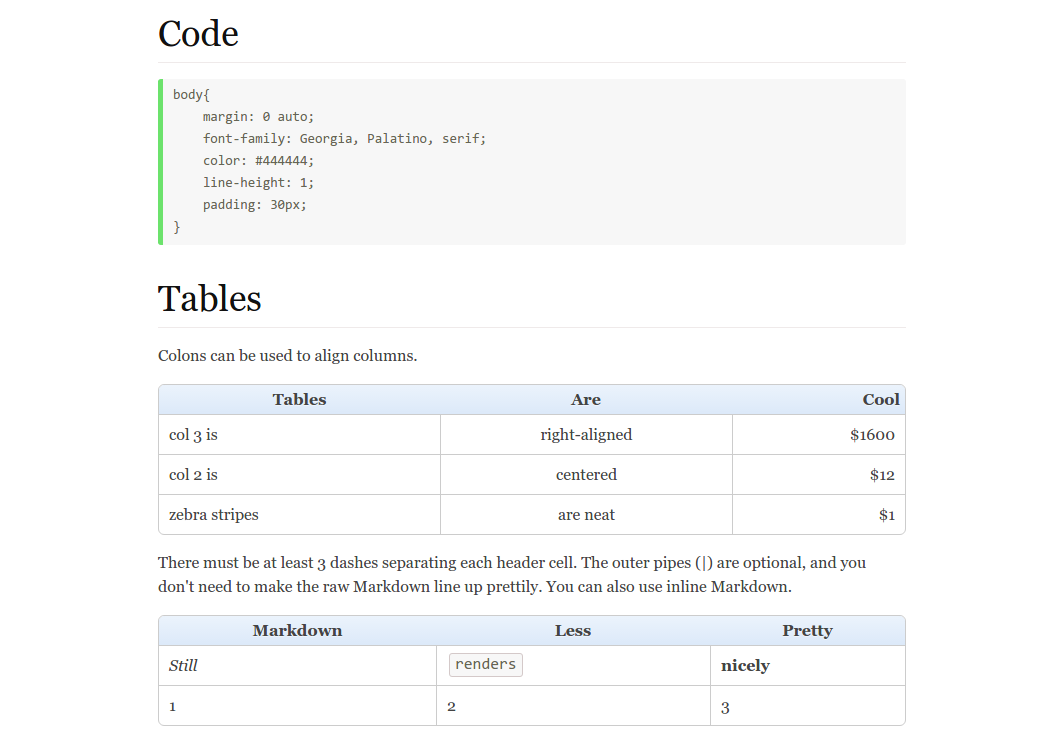 Code
body{
    margin: 0 auto;
    font-family: Georgia, Palatino, serif;
    color: #444444;
    line-height: 1;
    padding: 30px;
}
Tables
Colons can be used to align columns.
Tables Are Cool
col 3 is right-aligned $1600
col 2 is centered $12
zebra stripes are neat $1
There must be at least 3 dashes separating each header cell. The outer pipes (|) are optional, and you
don't need to make the raw Markdown line up prettily. You can also use inline Markdown.
Markdown Less Pretty
Still renders nicely
1 2 3